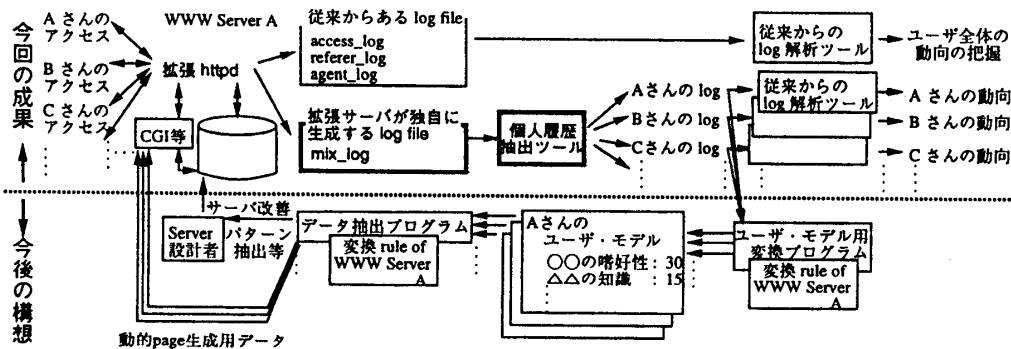 今回の成果
Aさんの
アクセス
Bさんの
アクセス
Cさんの
アクセス
WWW Server A
拡張 httpd
CGI等
従来からある log file
access_log
referer_log
agent_log
拡張サーバが独自に
生成する log file
mix_log
個人履歴
抽出ツール
Aさんの log
Bさんの log
Cさんの log
従来からの
log 解析ツール
ユーザ全体の
動向の把握
従来からの
log 解析ツール
A さんの動向
B さんの動向
C さんの動向
今後の構想
サーバ改善
Server
設計者
パターン
抽出等
データ抽出プログラム
変換 rule of
WWW Server
A
Aさんの
ユーザ・モデル
○○の嗜好性 : 30
△△の知識 : 15
ユーザ・モデル用
変換プログラム
変換 rule of
WWW Server
A
動的page生成用データ